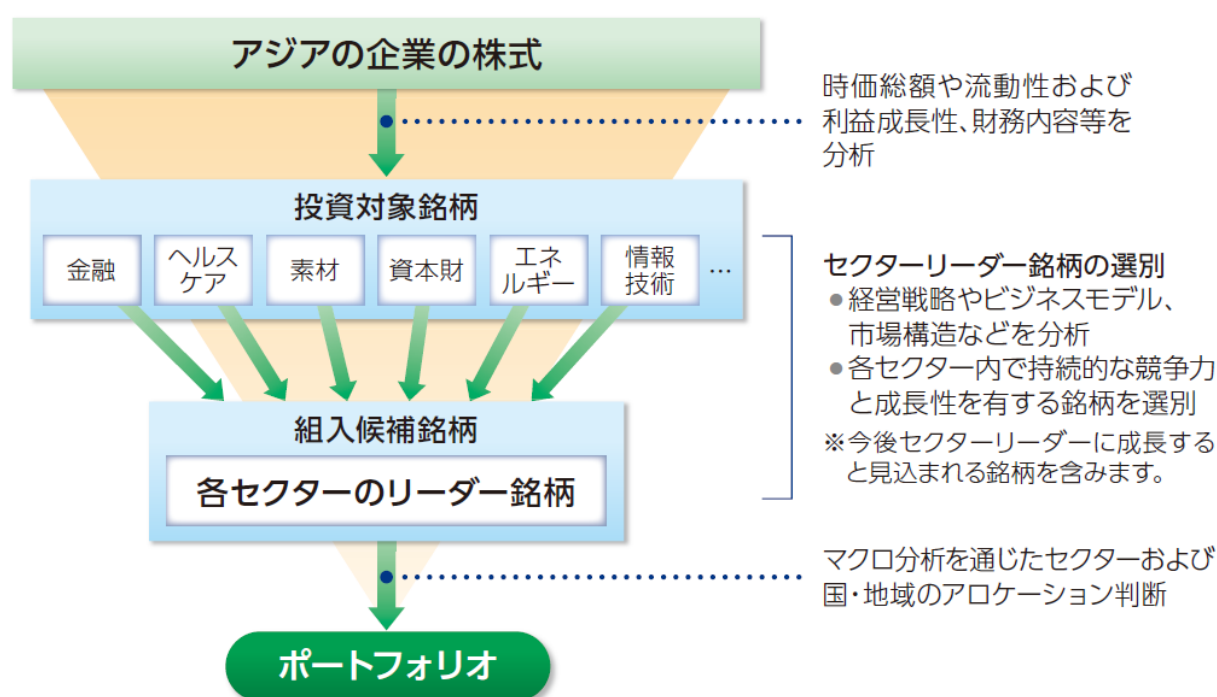 アジアの企業の株式
時価総額や流動性および
利益成長性、財務内容等を
分析
投資対象銘柄
金融
ヘルス
ケア
素材
資本財
エネ
ルギー
情報
技術
…
セクターリーダー銘柄の選別
●経営戦略やビジネスモデル、
市場構造などを分析
●各セクター内で持続的な競争力
と成長性を有する銘柄を選別
※今後セクターリーダーに成長する
と見込まれる銘柄を含みます。
組入候補銘柄
各セクターのリーダー銘柄
マクロ分析を通じたセクターおよび
国・地域のアロケーション判断
ポートフォリオ